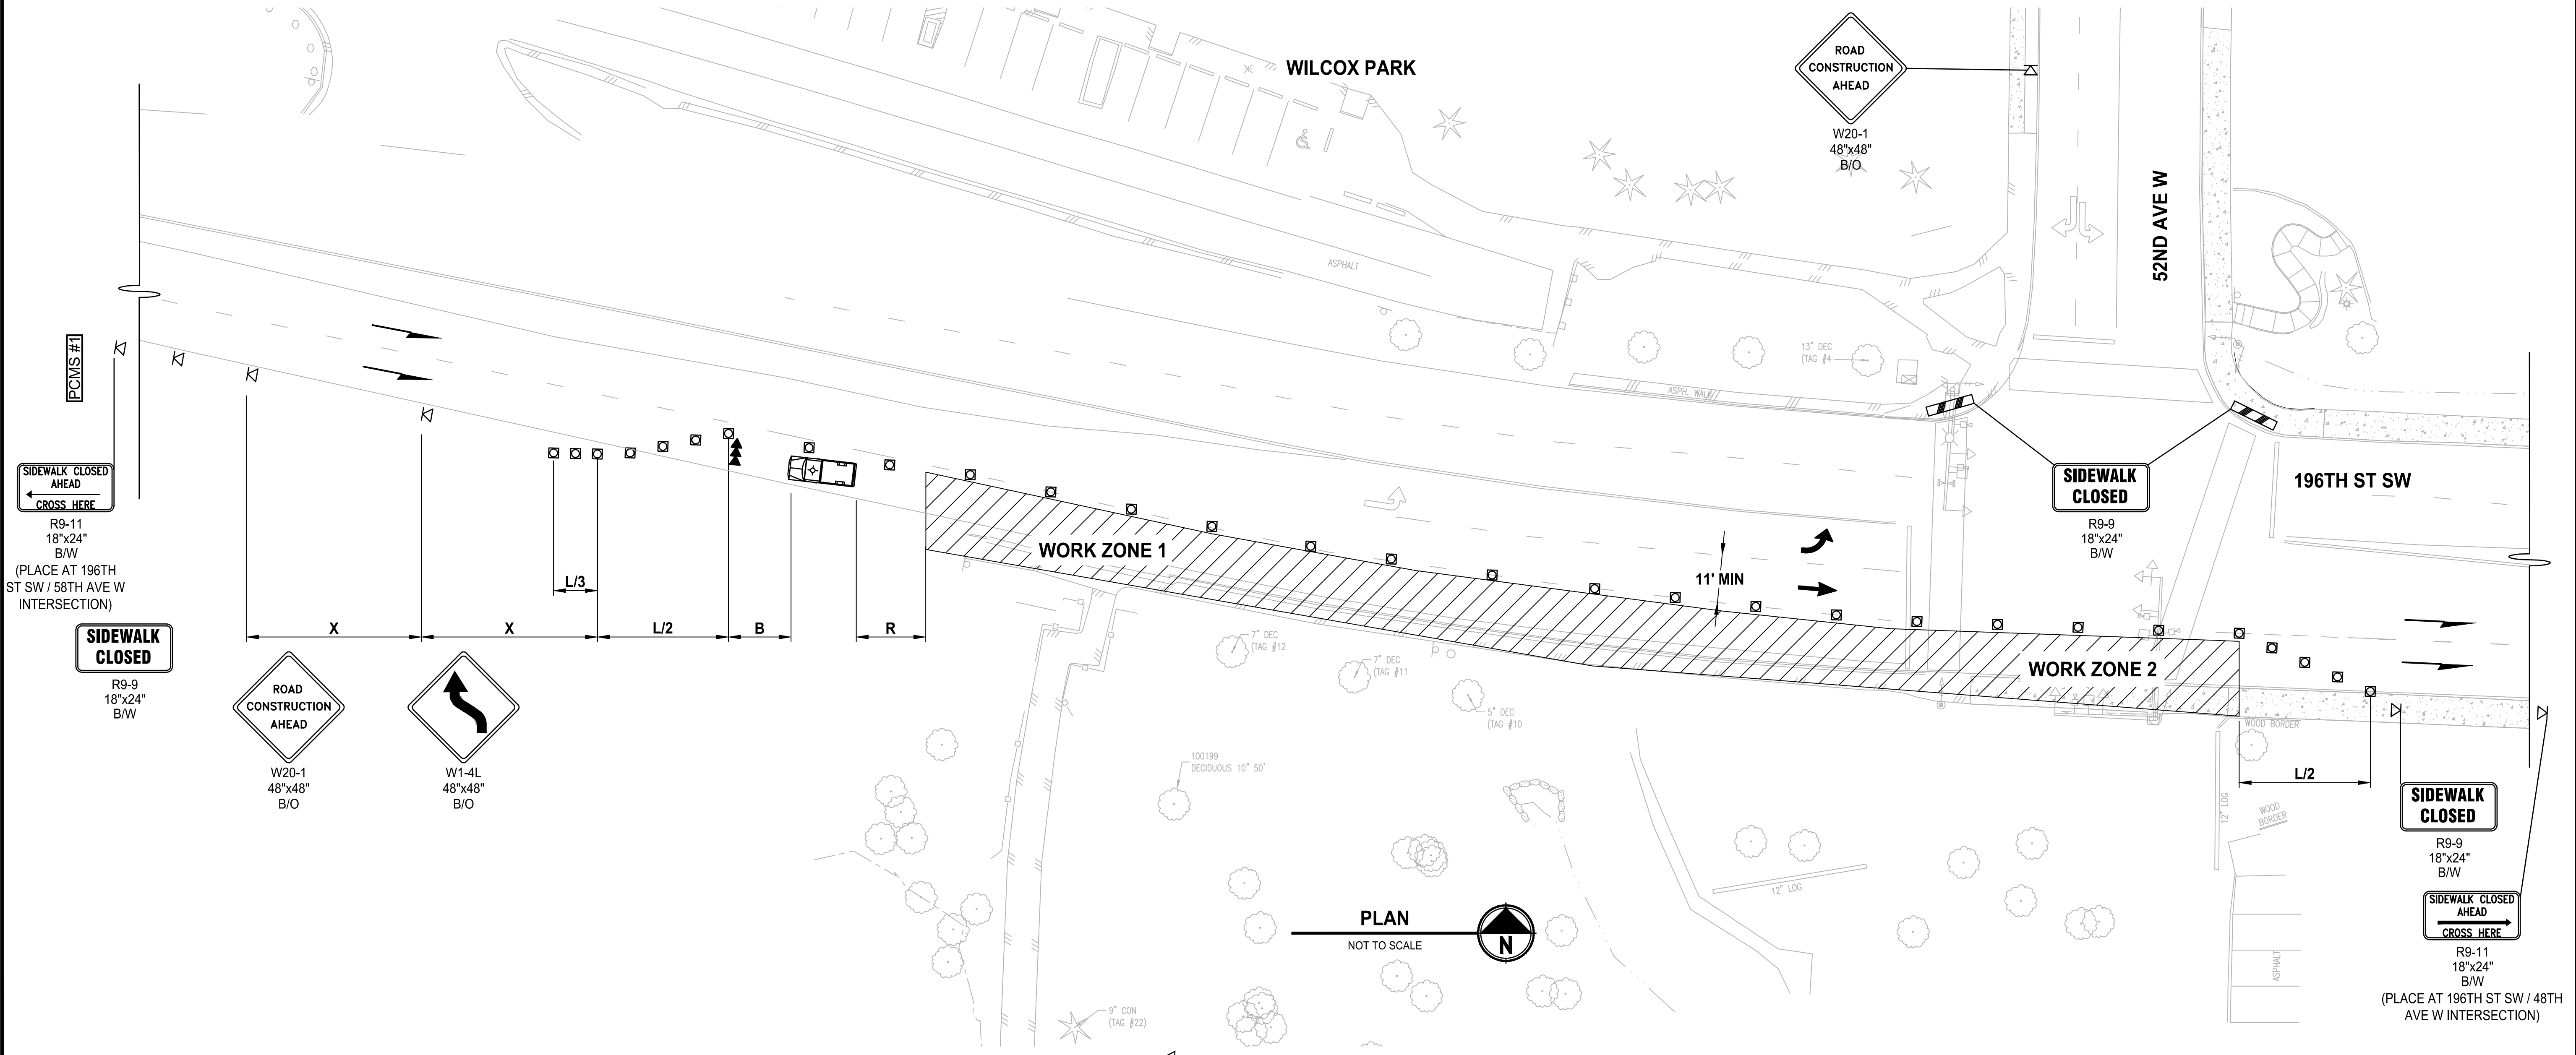 WILCOX PARK
ROAD
CONSTRUCTION
AHEAD
W20-1
48"x48"
B/O
52ND AVE W
ASPHALT
13" DEC
(TAG #4
ASPH. WALK
PCMS #1
SIDEWALK CLOSED
AHEAD
CROSS HERE
R9-11
18"x24"
B/W
(PLACE AT 196TH
ST SW / 58TH AVE W
INTERSECTION)
SIDEWALK
CLOSED
R9-9
18"x24"
B/W
X
X
L/3
L/2
B
R
ROAD
CONSTRUCTION
AHEAD
W20-1
48"x48"
B/O
W1-4L
48"x48"
B/O
WORK ZONE 1
11' MIN
SIDEWALK
CLOSED
R9-9
18"x24"
B/W
196TH ST SW
WORK ZONE 2
7" DEC
(TAG #12
7" DEC
(TAG #11
5" DEC
(TAG #10
100199
DECIDUOUS 10" 50'
WOOD BORDER
L/2
12" LOG
WOOD
BORDER
12" LOG
ASPHALT
SIDEWALK
CLOSED
R9-9
18"x24"
B/W
SIDEWALK CLOSED
AHEAD
CROSS HERE
R9-11
18"x24"
B/W
(PLACE AT 196TH ST SW / 48TH
AVE W INTERSECTION)
PLAN
NOT TO SCALE
N
9" CON
(TAG #22)